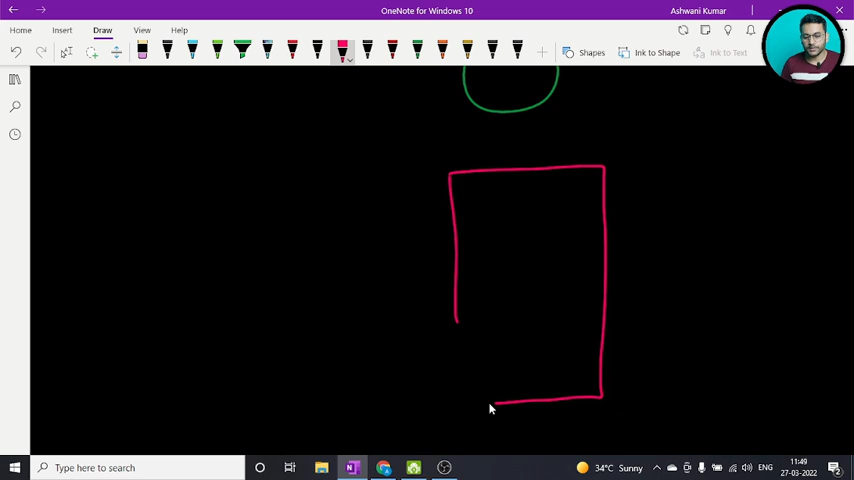 OneNote for Windows 10
Ashwani Kumar
Home Insert Draw View Help
Shapes Ink to Shape Ink to Text
Type here to search
34°C Sunny
ENG
11:49
27-03-2022
2